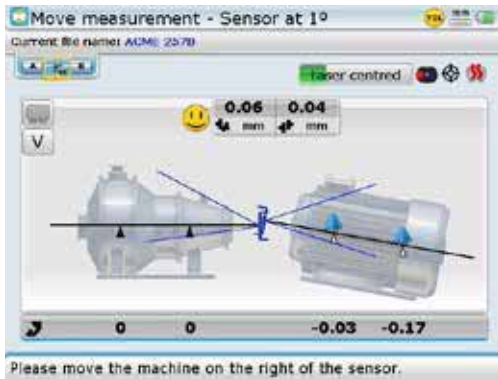 Move measurement - Sensor at 1º
Current file name: ACME 2578
A B
Laser centred
0.06 0.04
mm mm
V
0 0 -0.03 -0.17
Please move the machine on the right of the sensor.